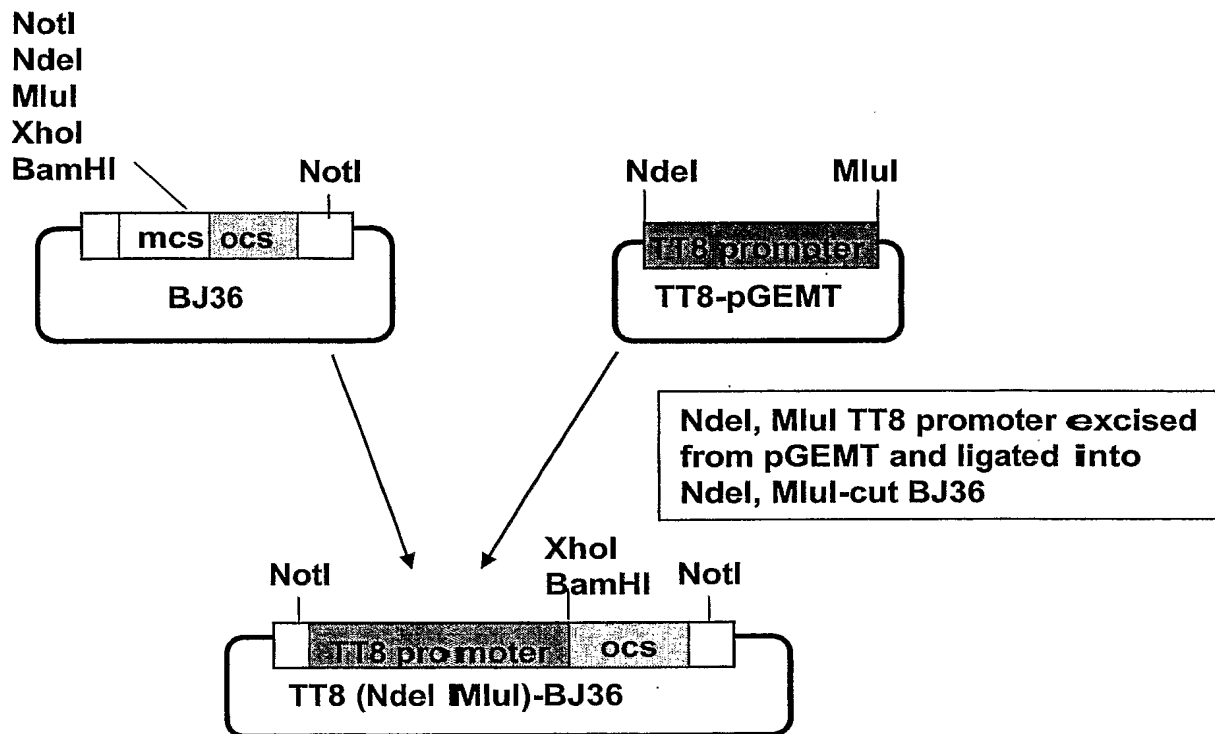 NotI
NdeI
MluI
XhoI
BamHI
NotI
mcs ocs
BJ36
NdeI MluI
TT8 promoter
TT8-pGEMT
NdeI, MluI TT8 promoter excised
from pGEMT and ligated into
NdeI, MluI-cut BJ36
XhoI
BamHI
NotI
NotI
TT8 promoter ocs
TT8 (NdeI MluI)-BJ36